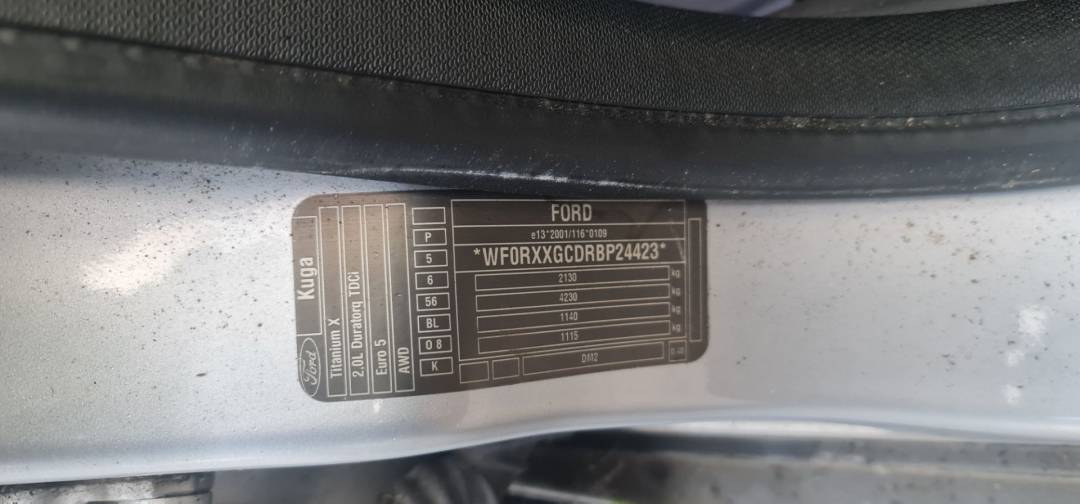 Ford
Kuga
Titanium X
2.0L Duratorq TDCi
Euro 5
AWD
P
5
6
56
BL
0 8
K
FORD
e13*2001/116*0109
*WF0RXXGCDRBP24423*
2130 kg
4230 kg
1140 kg
1115 kg
DM2